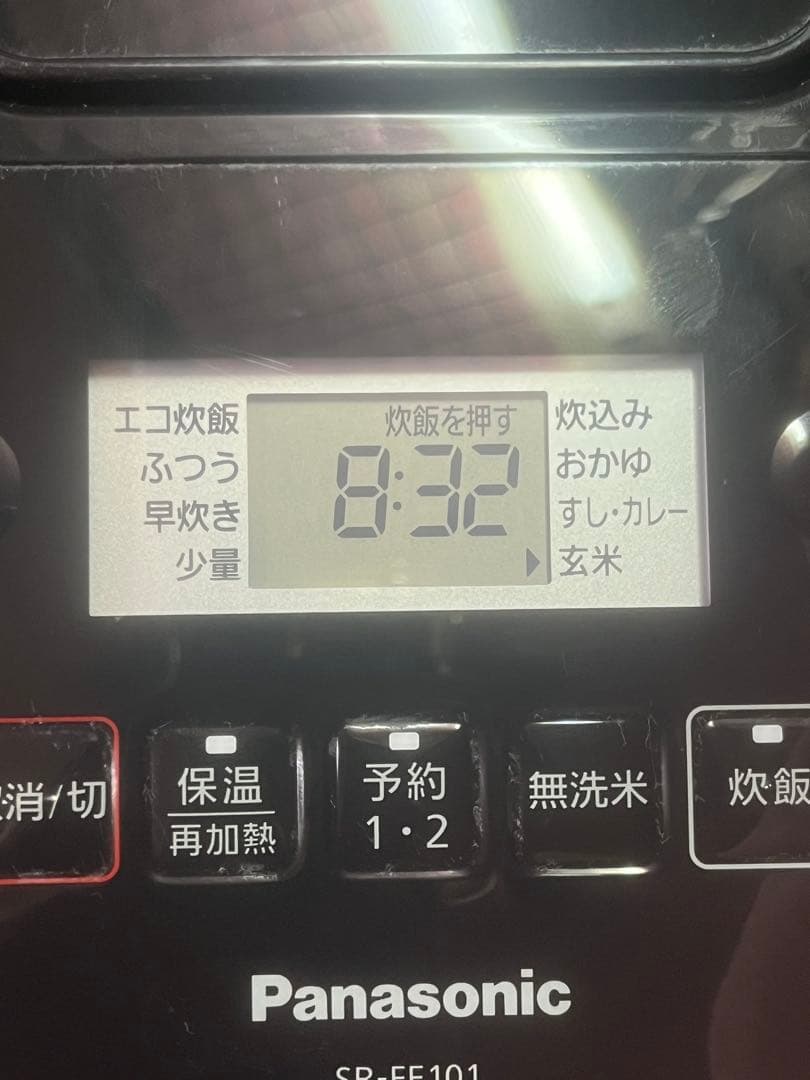 エコ炊飯
ふつう
早炊き
少量
炊飯を押す
8:32
炊込み
おかゆ
すし・カレー
玄米
消/切
保温
再加熱
予約
1・2
無洗米
炊飯
Panasonic